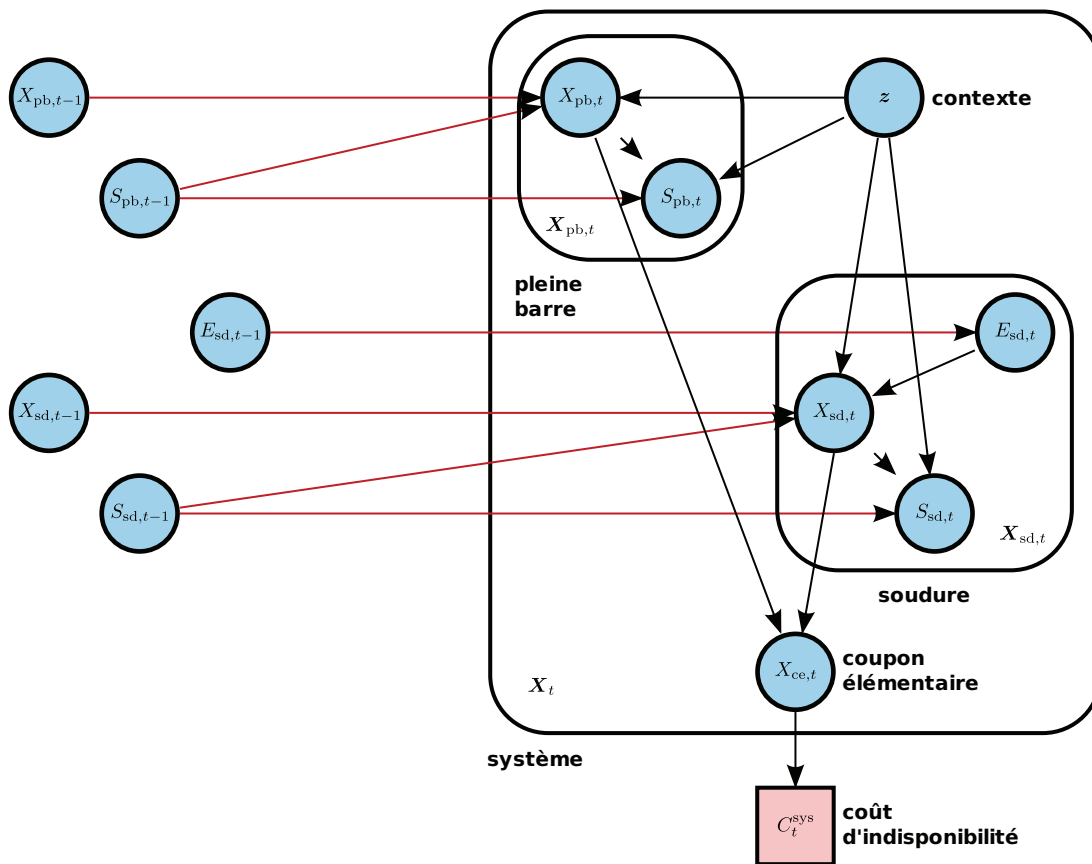 X_{pb,t−1}
X_{pb,t}
z
contexte
S_{pb,t−1}
S_{pb,t}
X_{pb,t}
pleine
barre
E_{sd,t−1}
E_{sd,t}
X_{sd,t−1}
X_{sd,t}
S_{sd,t−1}
S_{sd,t}
X_{sd,t}
soudure
X_{ce,t}
coupon
élémentaire
X_t
système
C_t^{sys}
coût
d'indisponibilité